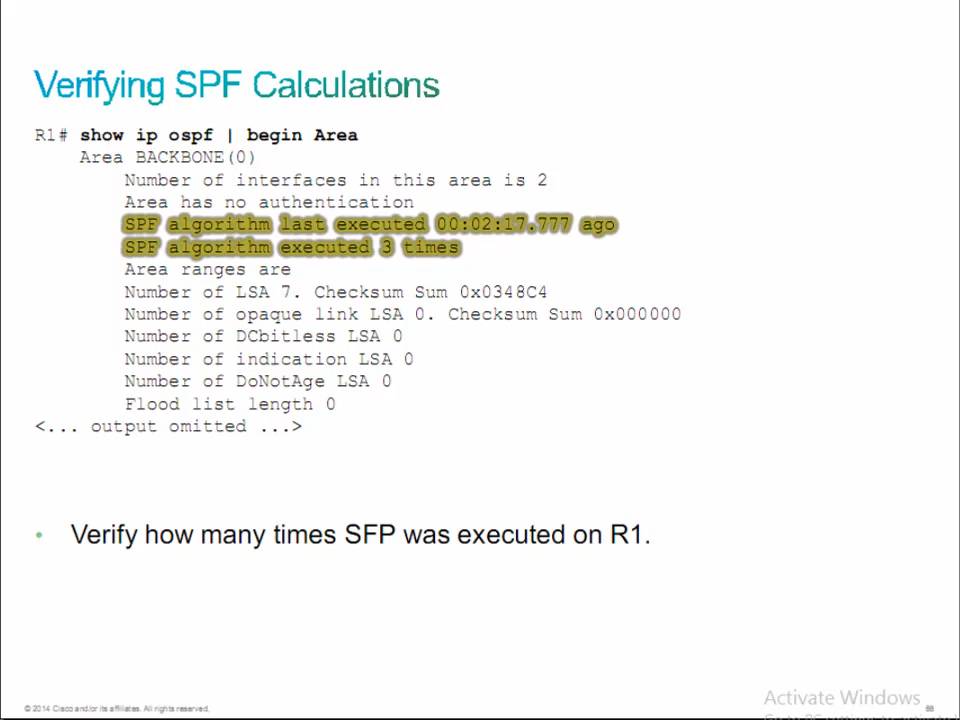 Verifying SPF Calculations
R1# show ip ospf | begin Area
Area BACKBONE(0)
Number of interfaces in this area is 2
Area has no authentication
SPF algorithm last executed 00:02:17.777 ago
SPF algorithm executed 3 times
Area ranges are
Number of LSA 7. Checksum Sum 0x0348C4
Number of opaque link LSA 0. Checksum Sum 0x000000
Number of DCbitless LSA 0
Number of indication LSA 0
Number of DoNotAge LSA 0
Flood list length 0
<... output omitted ...>
• Verify how many times SFP was executed on R1.
Activate Windows
© 2014 Cisco and/or its affiliates. All rights reserved.
88